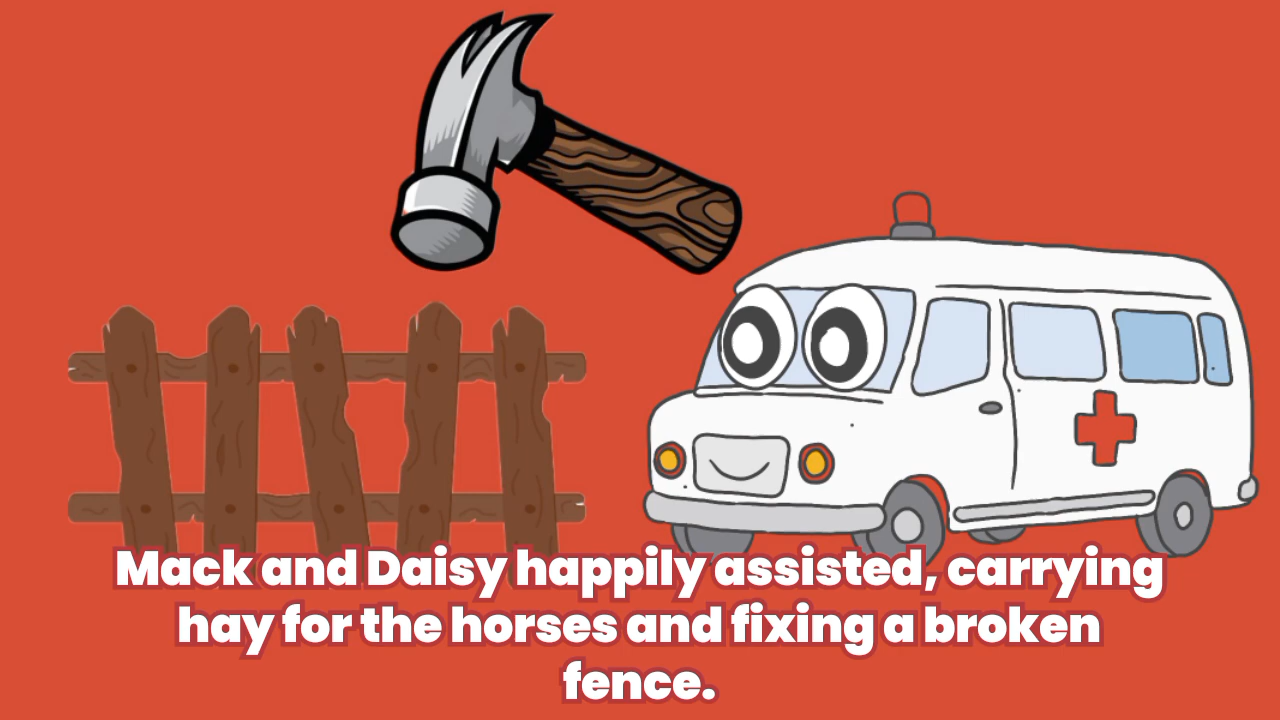 Mack and Daisy happily assisted, carrying
hay for the horses and fixing a broken
fence.